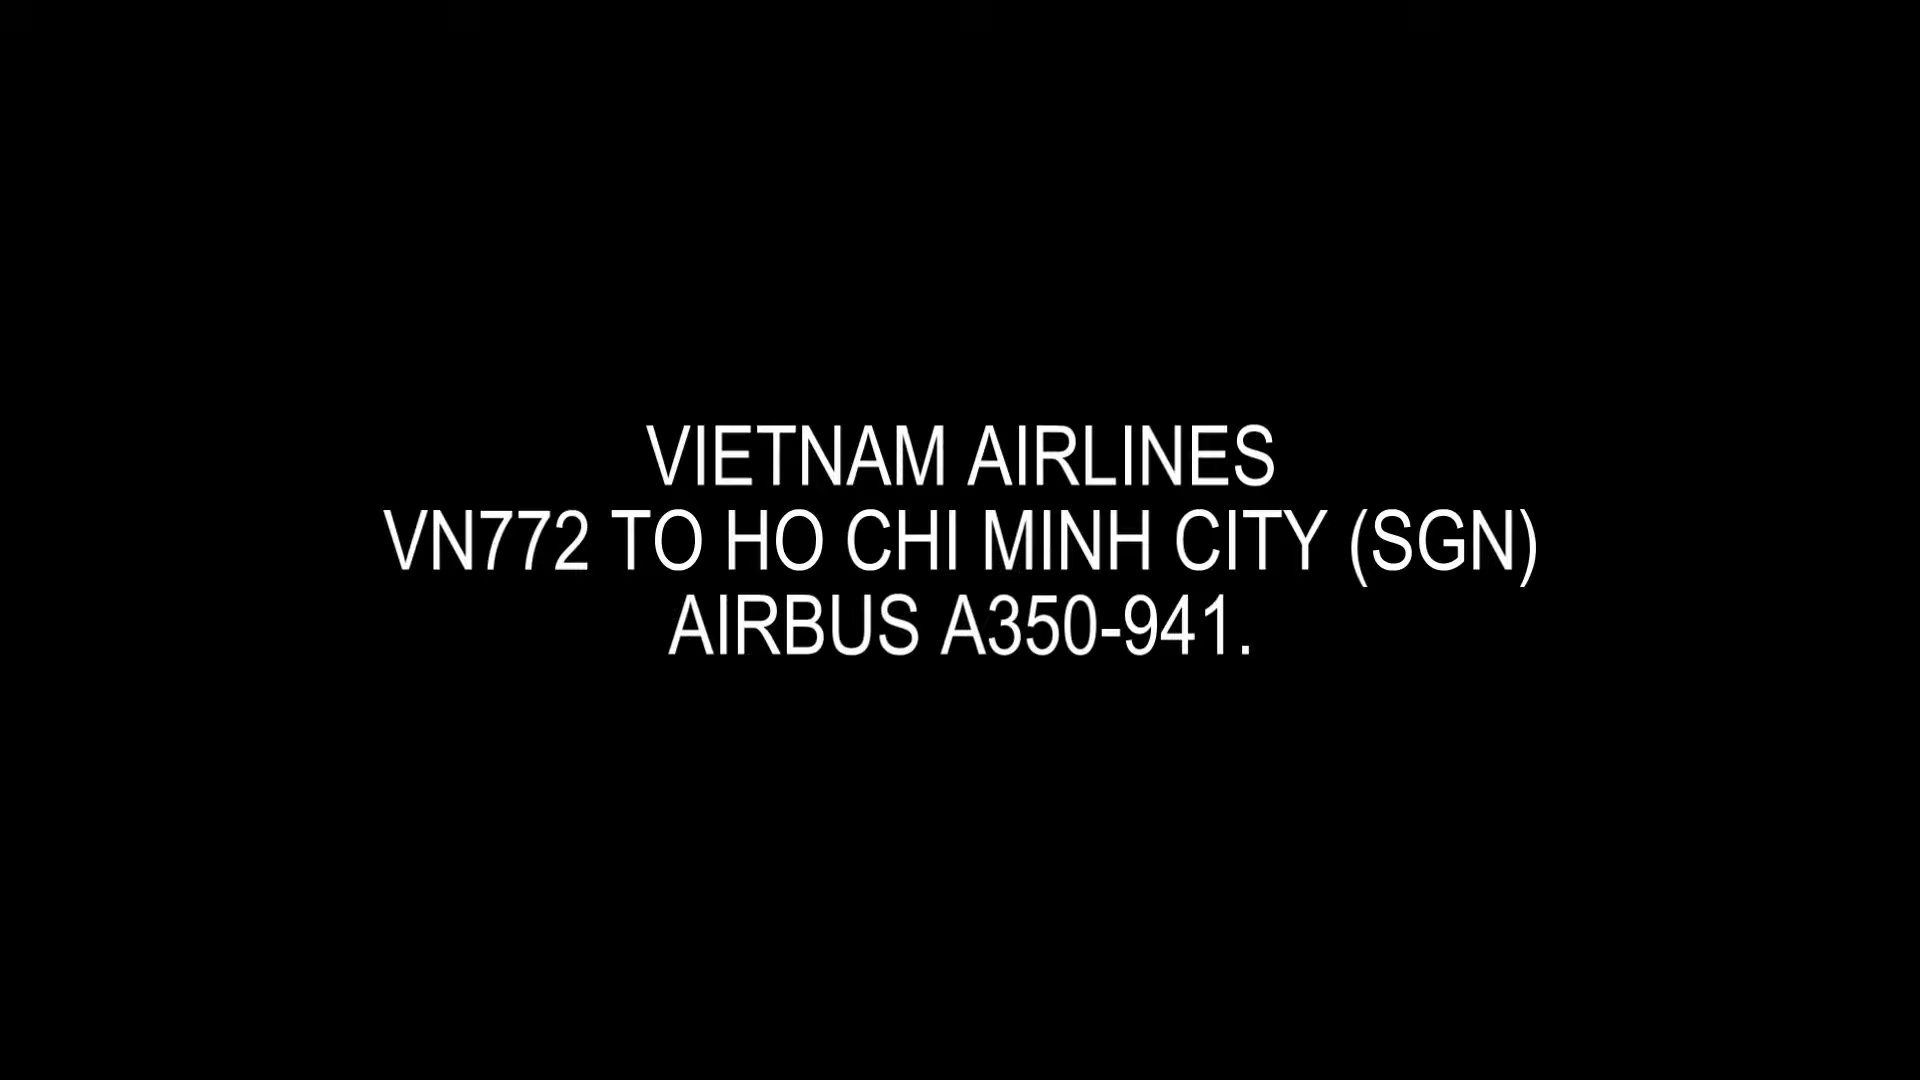 VIETNAM AIRLINES
VN772 TO HO CHI MINH CITY (SGN)
AIRBUS A350-941.